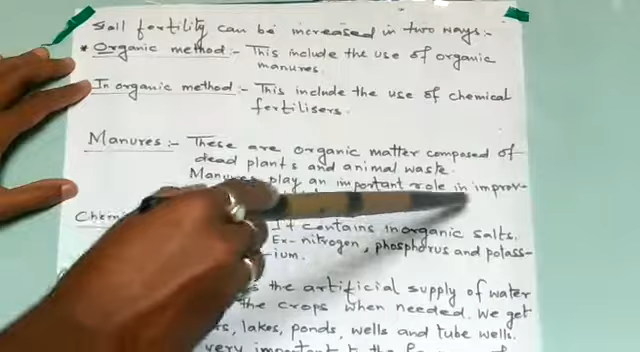 Soil fertility can be increased in two ways:-
* Organic method:- This include the use of organic
manures.
In organic method:- This include the use of chemical
fertilisers.
Manures:- These are organic matter composed of
dead plants and animal waste.
Manures play an important role in improv-
It contains inorganic salts.
Ex- nitrogen, phosphorus and potass-
ium.
the artificial supply of water
the crops when needed. We get
lakes, ponds, wells and tube wells.
very important